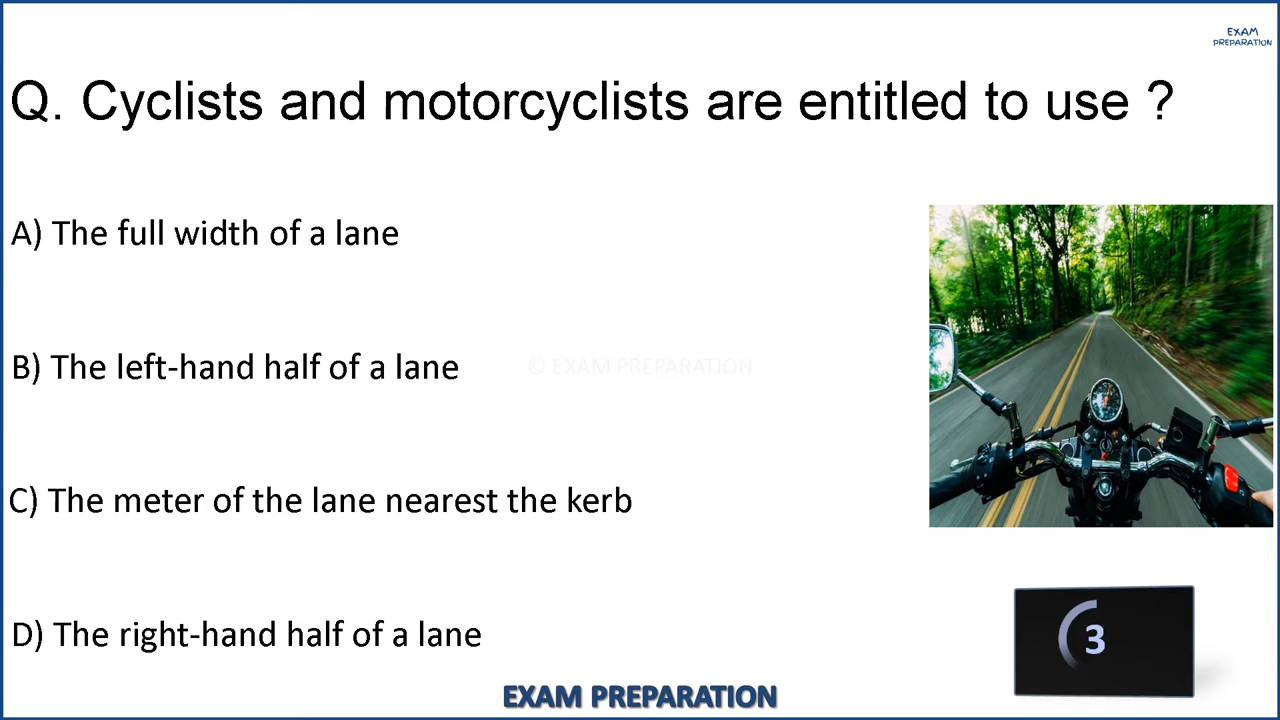 EXAM
PREPARATION
Q. Cyclists and motorcyclists are entitled to use ?
A) The full width of a lane
B) The left-hand half of a lane
© EXAM PREPARATION
C) The meter of the lane nearest the kerb
D) The right-hand half of a lane
3
EXAM PREPARATION